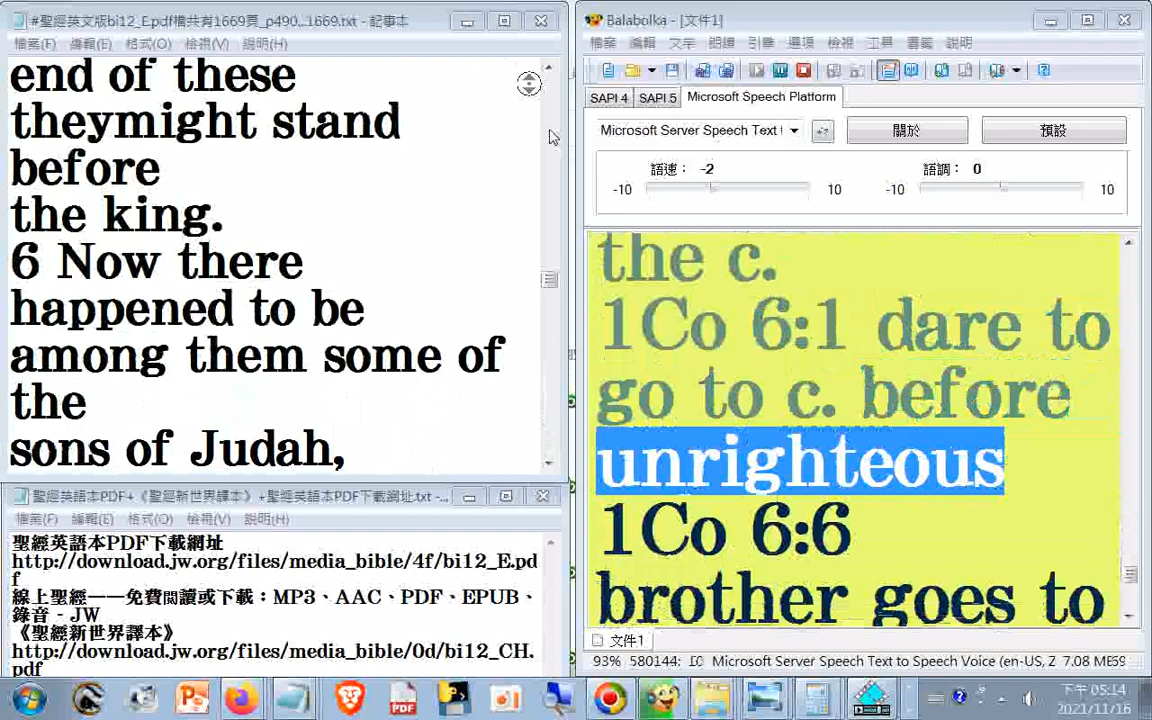 #聖經英文版bi12_E.pdf檔共有1669頁_p490,..1669.txt - 記事本
檔案(F) 編輯(E) 格式(O) 檢視(V) 說明(H)
end of these
theymight stand
before
the king.
6 Now there
happened to be
among them some of
the
sons of Judah,
聖經英語本PDF+《聖經新世界譯本》+聖經英語本PDF下載網址.txt -...
檔案(F) 編輯(E) 格式(O) 檢視(V) 說明(H)
聖經英語本PDF下載網址
http://download.jw.org/files/media_bible/4f/bi12_E.pd
f
線上聖經——免費閱讀或下載：MP3、AAC、PDF、EPUB、
錄音 - JW
《聖經新世界譯本》
http://download.jw.org/files/media_bible/0d/bi12_CH.
pdf
Balabolka - [文件1]
檔案 編輯 文字 朗讀 引擎 選項 檢視 工具 書籤 說明
SAPI 4 SAPI 5 Microsoft Speech Platform
Microsoft Server Speech Text 關於 預設
語速： -2 語調： 0
-10 10 -10 10
the c.
1Co 6:1 dare to
go to c. before
unrighteous
1Co 6:6
brother goes to
文件1
93% 580144: Microsoft Server Speech Text to Speech Voice (en-US, Z 7.08 ME
PDF
下午 05:14
2021/11/16